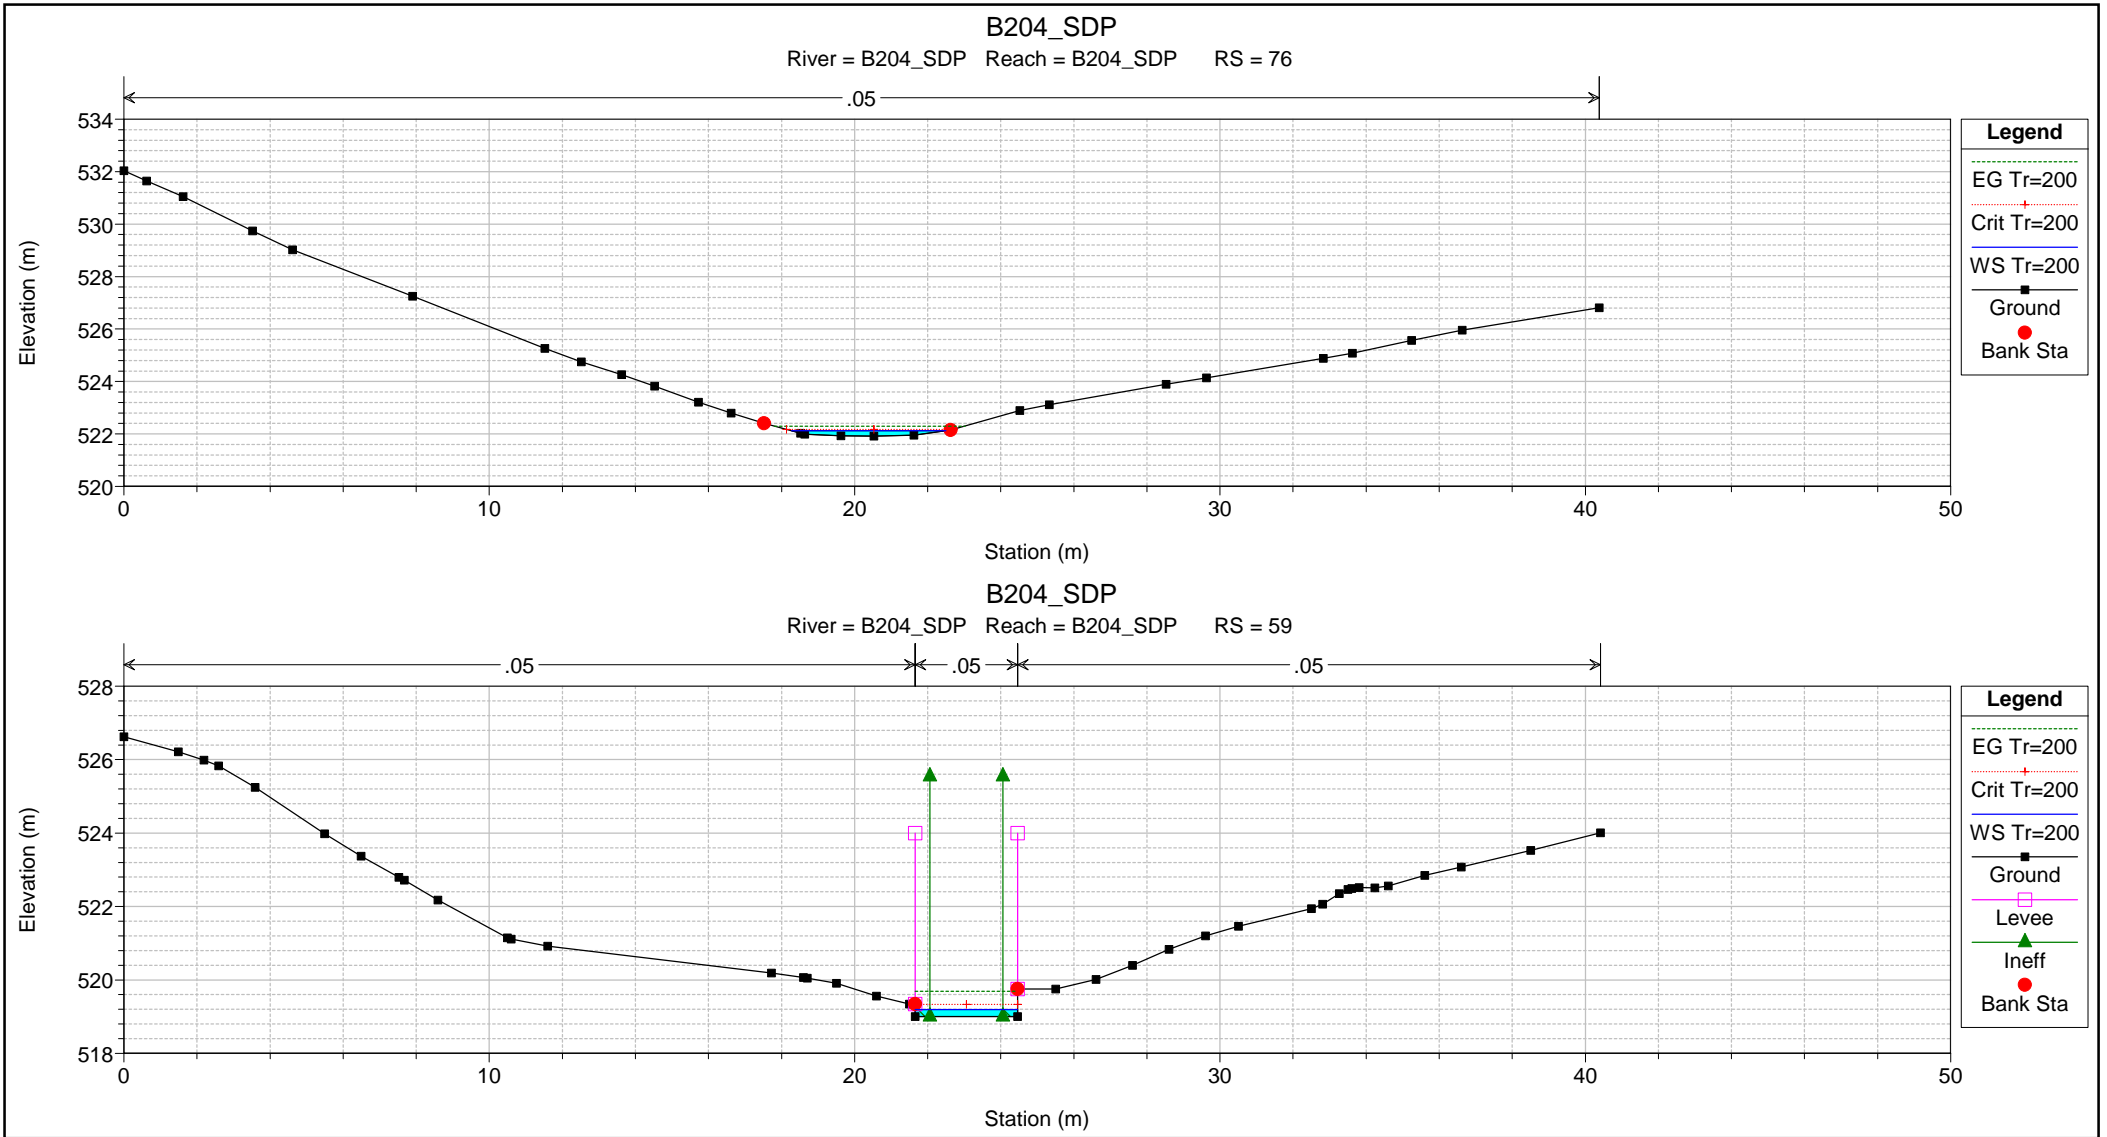 B204_SDP
River = B204_SDP Reach = B204_SDP RS = 76
.05
534
532
530
528
526
524
522
520
Elevation (m)
0 10 20 30 40 50
Station (m)
Legend
EG Tr=200
Crit Tr=200
WS Tr=200
Ground
Bank Sta
B204_SDP
River = B204_SDP Reach = B204_SDP RS = 59
.05 .05 .05
528
526
524
522
520
518
Elevation (m)
0 10 20 30 40 50
Station (m)
Legend
EG Tr=200
Crit Tr=200
WS Tr=200
Ground
Levee
Ineff
Bank Sta